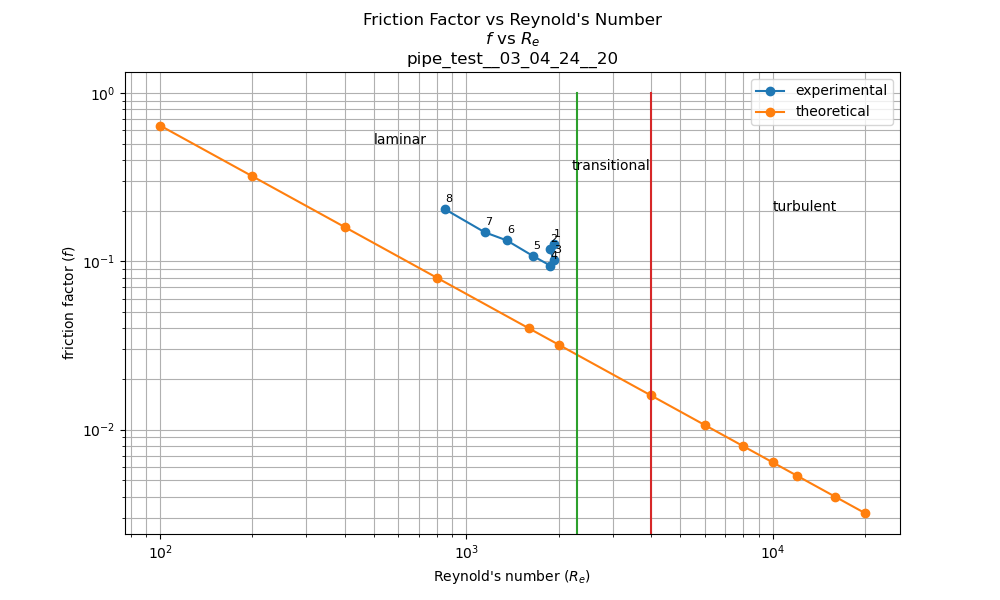 Friction Factor vs Reynold's Number
f vs Rₑ
pipe_test__03_04_24__20
experimental
theoretical
laminar
transitional
turbulent
8
7
6
5
1
2
3
4
10⁰
10⁻¹
10⁻²
friction factor (f)
10² 10³ 10⁴
Reynold's number (Rₑ)